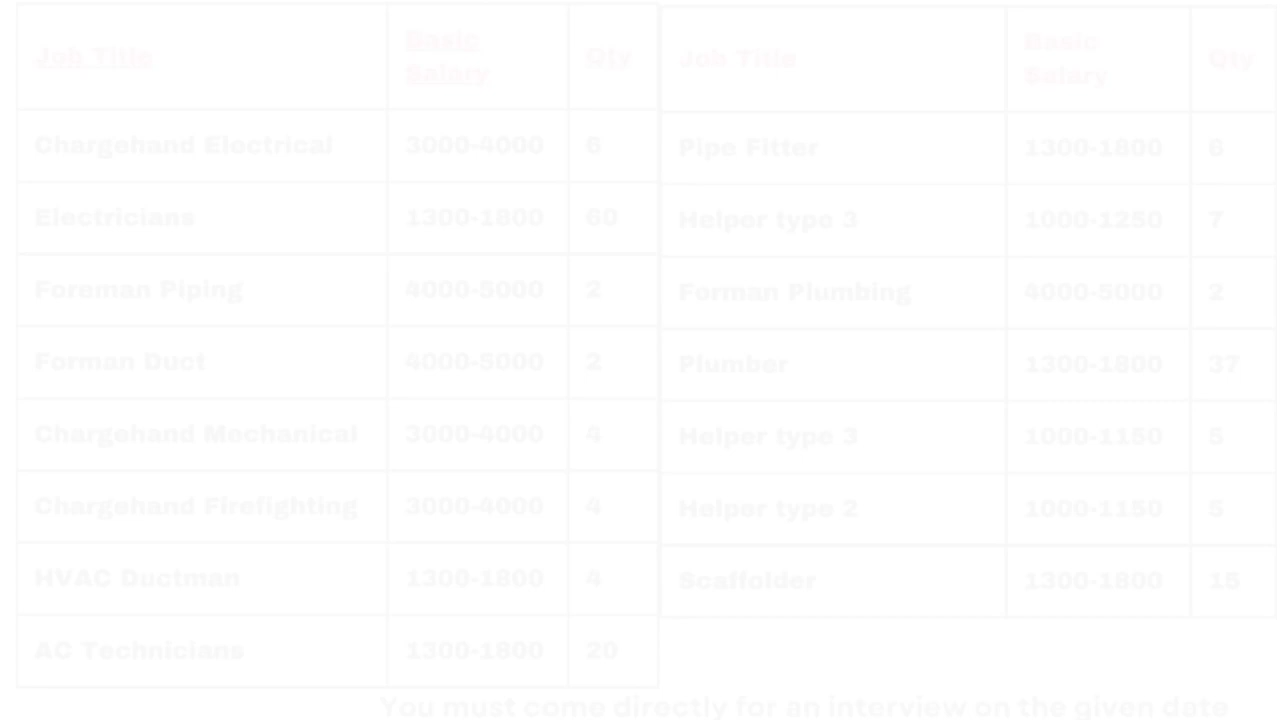 Job Title Basic Salary Qty
Chargehand Electrical 3000-4000 6
Electricians 1300-1800 60
Foreman Piping 4000-5000 2
Forman Duct 4000-5000 2
Chargehand Mechanical 3000-4000 4
Chargehand Firefighting 3000-4000 4
HVAC Ductman 1300-1800 4
AC Technicians 1300-1800 20
Job Title Basic Salary Qty
Pipe Fitter 1300-1800 6
Helper type 3 1000-1250 7
Forman Plumbing 4000-5000 2
Plumber 1300-1800 37
Helper type 3 1000-1150 5
Helper type 2 1000-1150 5
Scaffolder 1300-1800 15
You must come directly for an interview on the given date